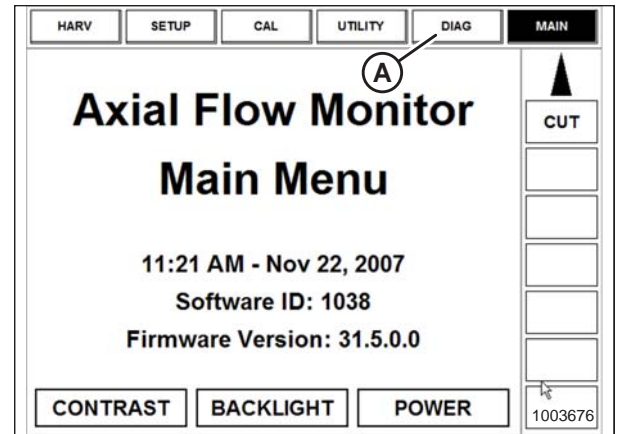 HARV SETUP CAL UTILITY DIAG MAIN
A
Axial Flow Monitor
CUT
Main Menu
11:21 AM - Nov 22, 2007
Software ID: 1038
Firmware Version: 31.5.0.0
CONTRAST BACKLIGHT POWER
1003676